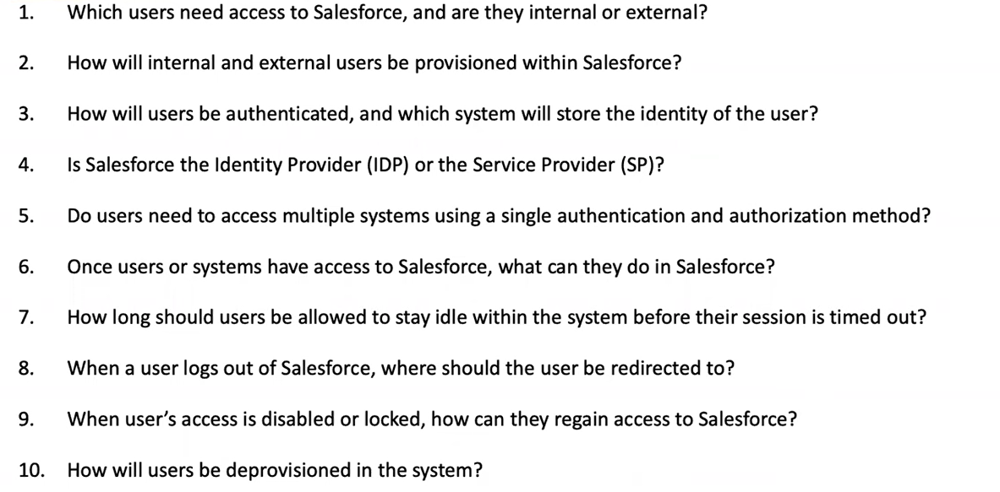 1. Which users need access to Salesforce, and are they internal or external?
2. How will internal and external users be provisioned within Salesforce?
3. How will users be authenticated, and which system will store the identity of the user?
4. Is Salesforce the Identity Provider (IDP) or the Service Provider (SP)?
5. Do users need to access multiple systems using a single authentication and authorization method?
6. Once users or systems have access to Salesforce, what can they do in Salesforce?
7. How long should users be allowed to stay idle within the system before their session is timed out?
8. When a user logs out of Salesforce, where should the user be redirected to?
9. When user’s access is disabled or locked, how can they regain access to Salesforce?
10. How will users be deprovisioned in the system?